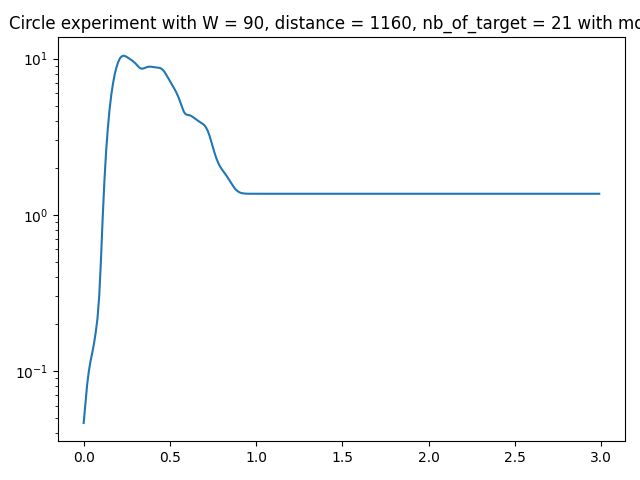 Circle experiment with W = 90, distance = 1160, nb_of_target = 21 with mo
10¹
10⁰
10⁻¹
0.0 0.5 1.0 1.5 2.0 2.5 3.0